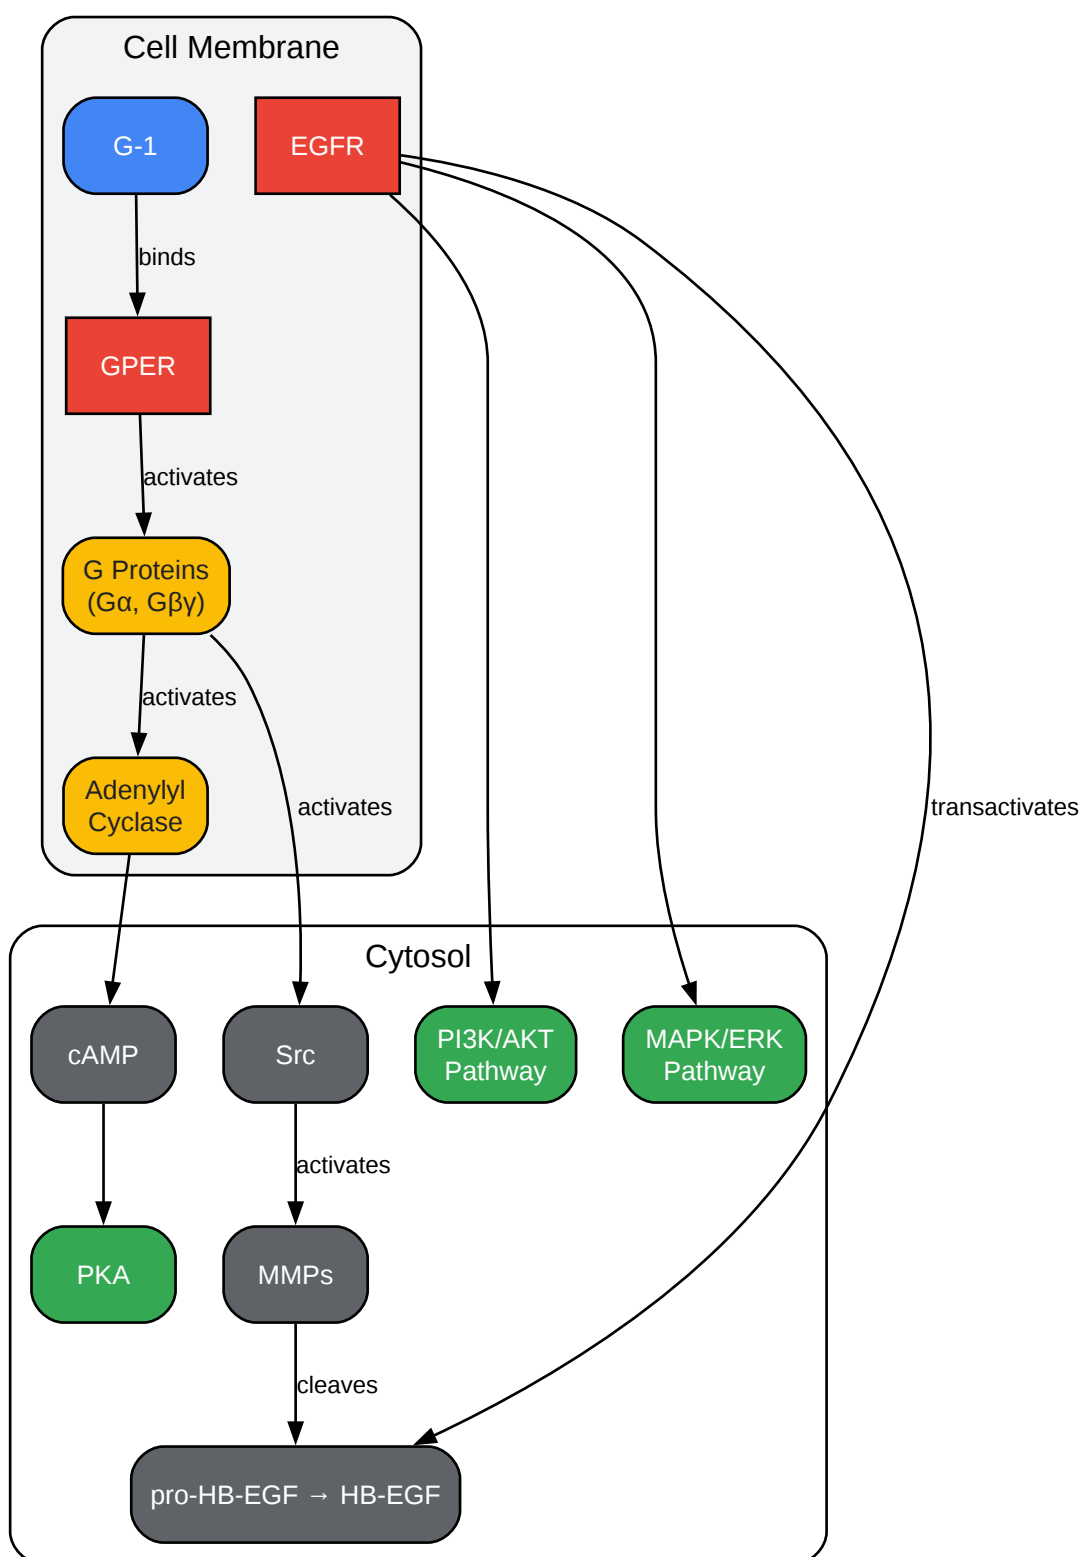 Cell Membrane
G-1
EGFR
binds
GPER
activates
G Proteins
(Gα, Gβγ)
activates
Adenylyl
Cyclase
activates
transactivates
Cytosol
cAMP
Src
PI3K/AKT
Pathway
MAPK/ERK
Pathway
activates
PKA
MMPs
cleaves
pro-HB-EGF → HB-EGF